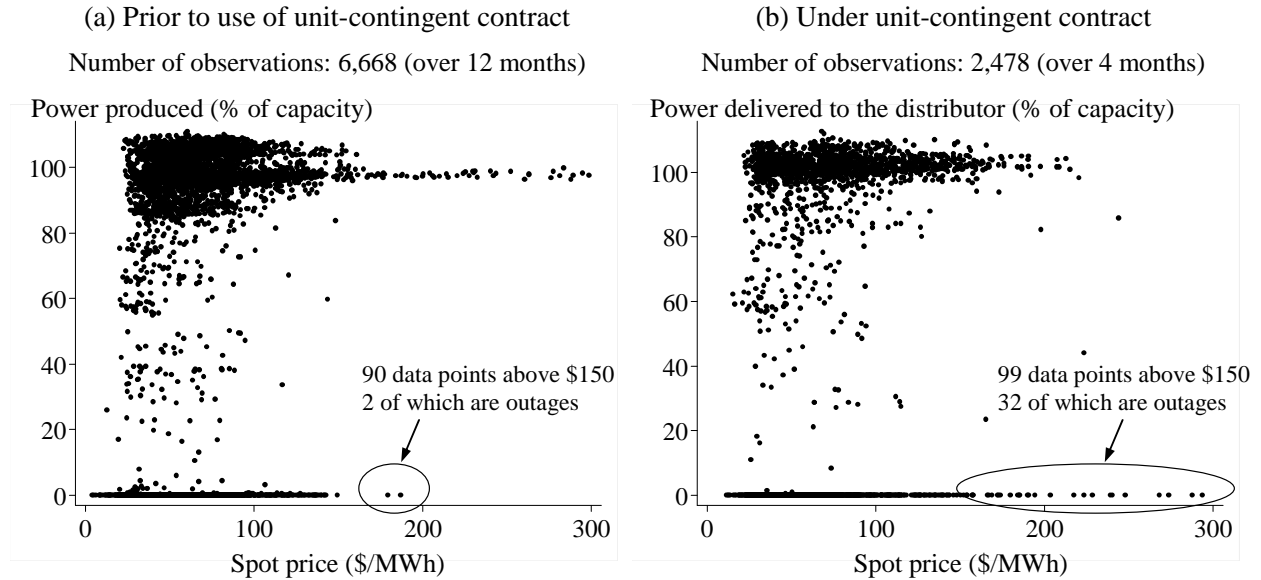 (a) Prior to use of unit-contingent contract
Number of observations: 6,668 (over 12 months)
Power produced (% of capacity)
100
80
60
40
20
0
90 data points above $150
2 of which are outages
0 100 200 300
Spot price ($/MWh)
(b) Under unit-contingent contract
Number of observations: 2,478 (over 4 months)
Power delivered to the distributor (% of capacity)
100
80
60
40
20
0
99 data points above $150
32 of which are outages
0 100 200 300
Spot price ($/MWh)